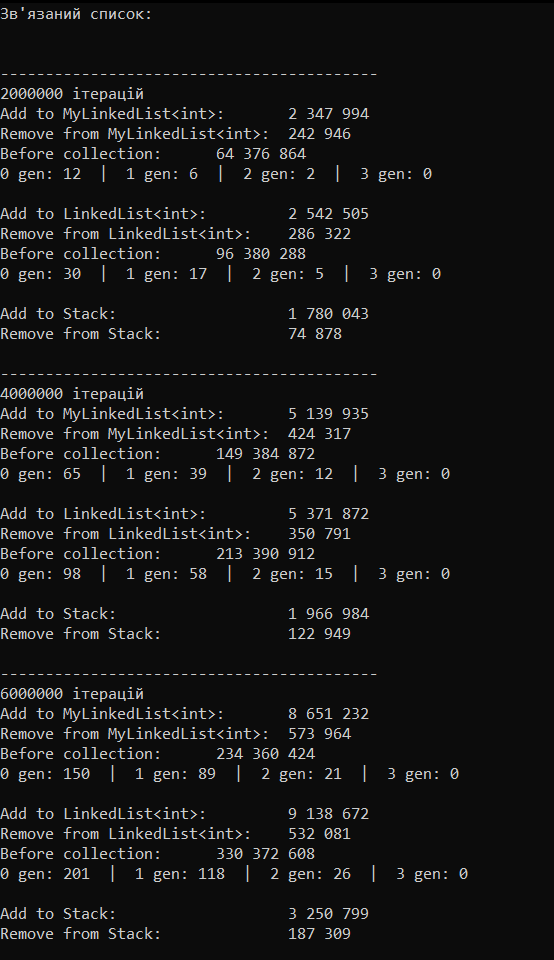 Зв'язаний список:
------------------------------------------
2000000 ітерацій
Add to MyLinkedList<int>: 2 347 994
Remove from MyLinkedList<int>: 242 946
Before collection: 64 376 864
0 gen: 12 | 1 gen: 6 | 2 gen: 2 | 3 gen: 0
Add to LinkedList<int>: 2 542 505
Remove from LinkedList<int>: 286 322
Before collection: 96 380 288
0 gen: 30 | 1 gen: 17 | 2 gen: 5 | 3 gen: 0
Add to Stack: 1 780 043
Remove from Stack: 74 878
------------------------------------------
4000000 ітерацій
Add to MyLinkedList<int>: 5 139 935
Remove from MyLinkedList<int>: 424 317
Before collection: 149 384 872
0 gen: 65 | 1 gen: 39 | 2 gen: 12 | 3 gen: 0
Add to LinkedList<int>: 5 371 872
Remove from LinkedList<int>: 350 791
Before collection: 213 390 912
0 gen: 98 | 1 gen: 58 | 2 gen: 15 | 3 gen: 0
Add to Stack: 1 966 984
Remove from Stack: 122 949
------------------------------------------
6000000 ітерацій
Add to MyLinkedList<int>: 8 651 232
Remove from MyLinkedList<int>: 573 964
Before collection: 234 360 424
0 gen: 150 | 1 gen: 89 | 2 gen: 21 | 3 gen: 0
Add to LinkedList<int>: 9 138 672
Remove from LinkedList<int>: 532 081
Before collection: 330 372 608
0 gen: 201 | 1 gen: 118 | 2 gen: 26 | 3 gen: 0
Add to Stack: 3 250 799
Remove from Stack: 187 309